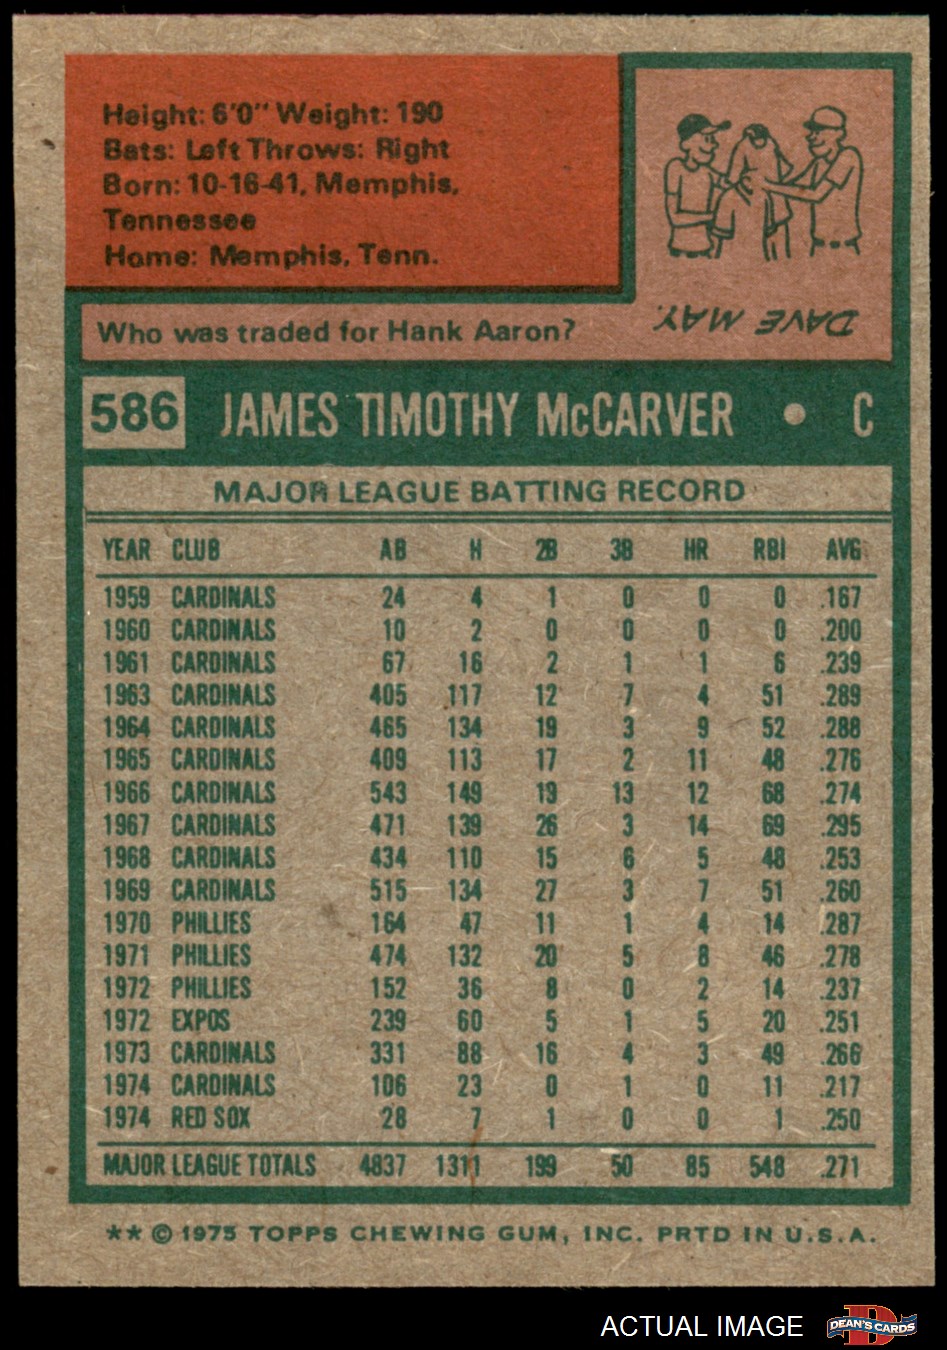 Height: 6'0" Weight: 190
Bats: Left Throws: Right
Born: 10-16-41, Memphis,
Tennessee
Home: Memphis, Tenn.
Who was traded for Hank Aaron?
DAVE MAY.
586 JAMES TIMOTHY McCARVER • C
MAJOR LEAGUE BATTING RECORD
YEAR CLUB AB H 2B 3B HR RBI AVG.
1959 CARDINALS 24 4 1 0 0 0 .167
1960 CARDINALS 10 2 0 0 0 0 .200
1961 CARDINALS 67 16 2 1 1 6 .239
1963 CARDINALS 405 117 12 7 4 51 .289
1964 CARDINALS 465 134 19 3 9 52 .288
1965 CARDINALS 409 113 17 2 11 48 .276
1966 CARDINALS 543 149 19 13 12 68 .274
1967 CARDINALS 471 139 26 3 14 69 .295
1968 CARDINALS 434 110 15 6 5 48 .253
1969 CARDINALS 515 134 27 3 7 51 .260
1970 PHILLIES 164 47 11 1 4 14 .287
1971 PHILLIES 474 132 20 5 8 46 .278
1972 PHILLIES 152 36 8 0 2 14 .237
1972 EXPOS 239 60 5 1 5 20 .251
1973 CARDINALS 331 88 16 4 3 49 .266
1974 CARDINALS 106 23 0 1 0 11 .217
1974 RED SOX 28 7 1 0 0 1 .250
MAJOR LEAGUE TOTALS 4837 1311 199 50 85 548 .271
** © 1975 TOPPS CHEWING GUM, INC. PRTD IN U.S.A.
ACTUAL IMAGE DEAN'S CARDS